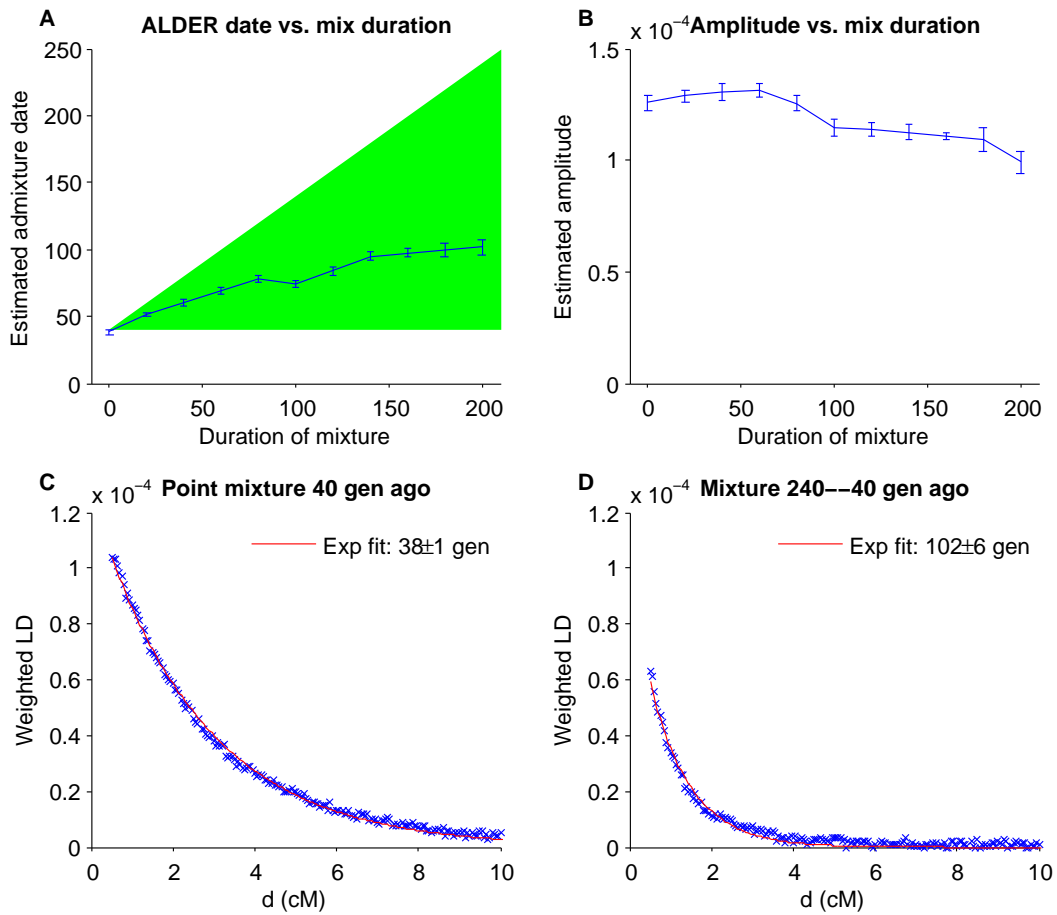 A
ALDER date vs. mix duration
250
200
150
100
50
0
Estimated admixture date
0
50
100
150
200
Duration of mixture
B
x 10⁻⁴
Amplitude vs. mix duration
1.5
1
0.5
0
Estimated amplitude
0
50
100
150
200
Duration of mixture
C
x 10⁻⁴
Point mixture 40 gen ago
1.2
1
0.8
0.6
0.4
0.2
0
Weighted LD
Exp fit: 38±1 gen
0
2
4
6
8
10
d (cM)
D
x 10⁻⁴
Mixture 240−−40 gen ago
1.2
1
0.8
0.6
0.4
0.2
0
Weighted LD
Exp fit: 102±6 gen
0
2
4
6
8
10
d (cM)